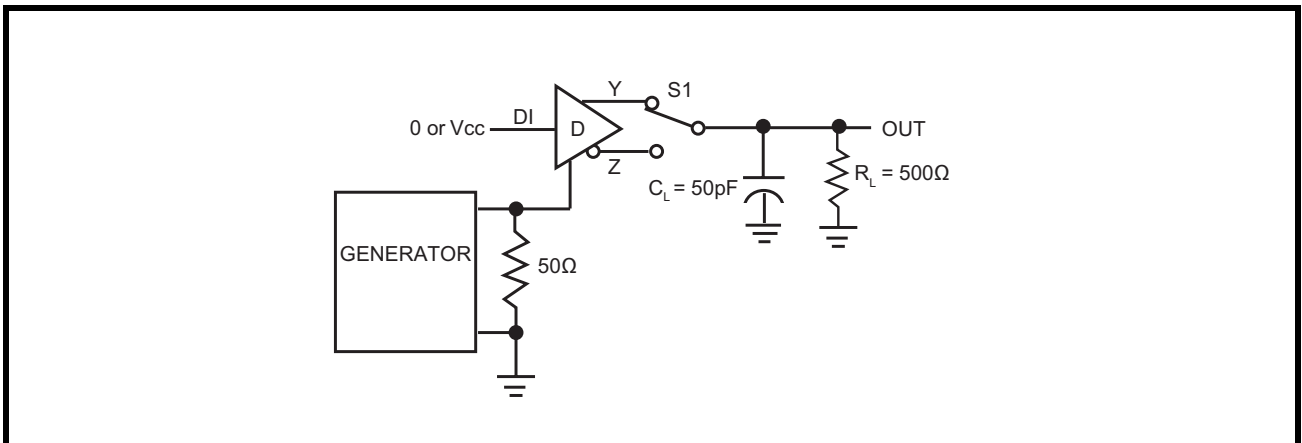 Y
S1
0 or Vcc
DI
D
Z
OUT
C_L = 50pF
R_L = 500Ω
GENERATOR
50Ω